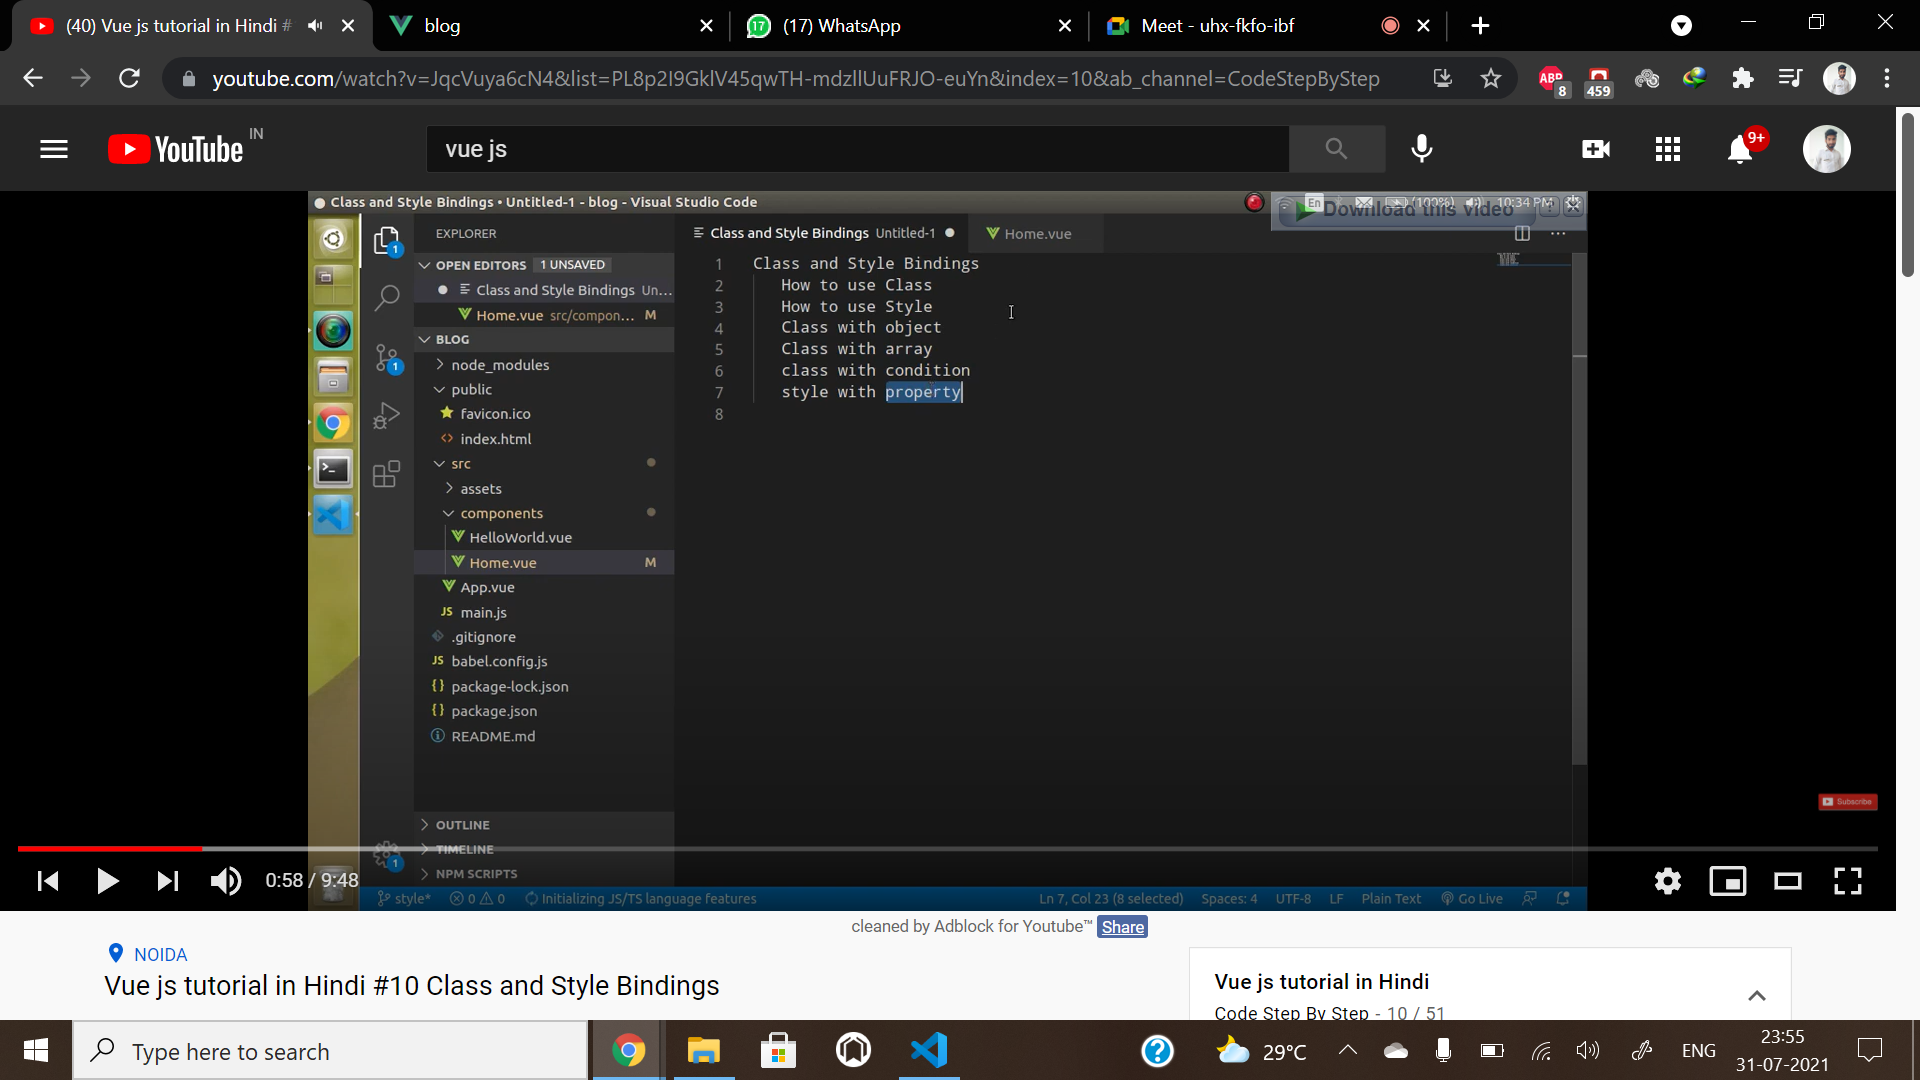 (40) Vue js tutorial in Hindi #
blog
(17) WhatsApp
Meet - uhx-fkfo-ibf
youtube.com/watch?v=JqcVuya6cN4&list=PL8p2I9GklV45qwTH-mdzllUuFRJO-euYn&index=10&ab_channel=CodeStepByStep
ABP
8
459
YouTube
IN
vue js
9+
Class and Style Bindings • Untitled-1 - blog - Visual Studio Code
En
(100%)
10:34 PM
Download this video
EXPLORER
OPEN EDITORS 1 UNSAVED
Class and Style Bindings Un...
Home.vue src/compon... M
BLOG
node_modules
public
favicon.ico
index.html
src
assets
components
HelloWorld.vue
Home.vue M
App.vue
JS main.js
.gitignore
JS babel.config.js
{} package-lock.json
{} package.json
README.md
OUTLINE
TIMELINE
NPM SCRIPTS
1
1
1
Class and Style Bindings Untitled-1
Home.vue
1 Class and Style Bindings
2 How to use Class
3 How to use Style
4 Class with object
5 Class with array
6 class with condition
7 style with property
8
Subscribe
0:58 / 9:48
style* 0 0 Initializing JS/TS language features
Ln 7, Col 23 (8 selected) Spaces: 4 UTF-8 LF Plain Text Go Live
cleaned by Adblock for Youtube™ Share
NOIDA
Vue js tutorial in Hindi #10 Class and Style Bindings
Vue js tutorial in Hindi
Code Step By Step - 10 / 51
Type here to search
29°C
ENG
23:55
31-07-2021